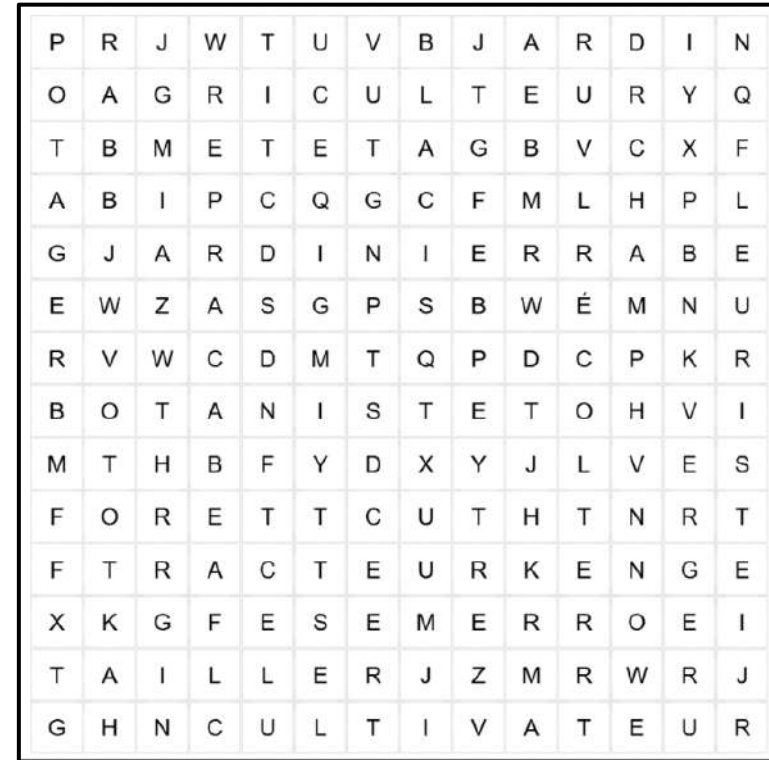 P R J W T U V B J A R D I N
O A G R I C U L T E U R Y Q
T B M E T E T A G B V C X F
A B I P C Q G C F M L H P L
G J A R D I N I E R R A B E
E W Z A S G P S B W É M N U
R V W C D M T Q P D C P K R
B O T A N I S T E T O H V I
M T H B F Y D X Y J L V E S
F O R E T T C U T H T N R T
F T R A C T E U R K E N G E
X K G F E S E M E R R O E I
T A I L L E R J Z M R W R J
G H N C U L T I V A T E U R